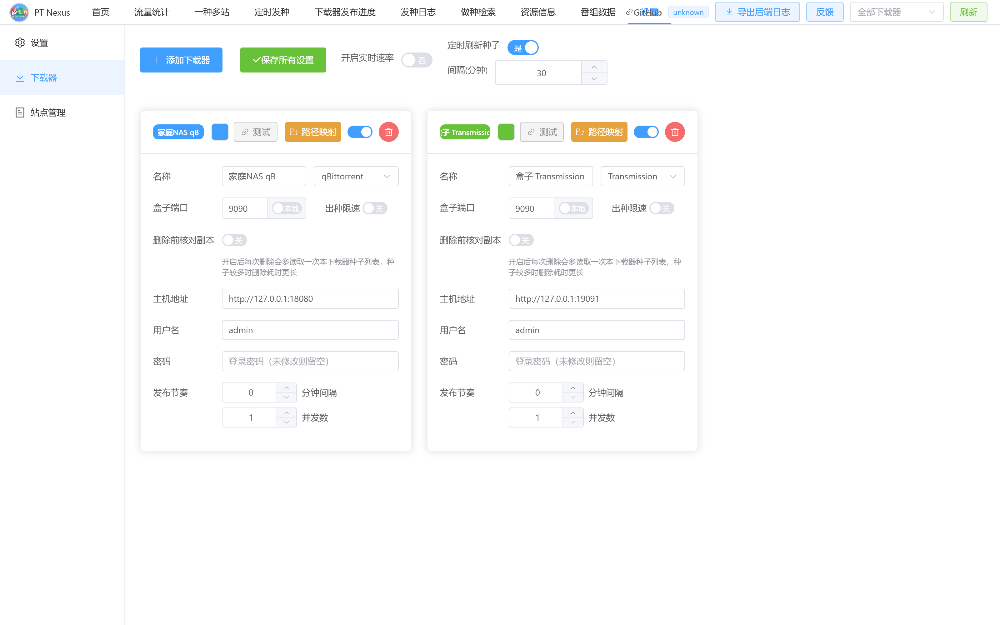 PT Nexus 首页 流量统计 一种多站 定时发种 下载器发布进度 发种日志 做种检索 资源信息 番组数据 设置 GitHub unknown 导出后端日志 反馈 全部下载器 刷新
设置
下载器
站点管理
添加下载器 保存所有设置 开启实时速率 否
定时刷新种子 是
间隔(分钟) 30
家庭NAS qB 测试 路径映射
名称 家庭NAS qB qBittorrent
盒子端口 9090 本地 出种限速 关
删除前核对副本 关
开启后每次删除会多读取一次本下载器种子列表，种
子较多时删除耗时更长
主机地址 http://127.0.0.1:18080
用户名 admin
密码 登录密码（未修改则留空）
发布节奏 0 分钟间隔
1 并发数
子 Transmissic 测试 路径映射
名称 盒子 Transmission Transmission
盒子端口 9090 本地 出种限速 关
删除前核对副本 关
开启后每次删除会多读取一次本下载器种子列表，种
子较多时删除耗时更长
主机地址 http://127.0.0.1:19091
用户名 admin
密码 登录密码（未修改则留空）
发布节奏 0 分钟间隔
1 并发数